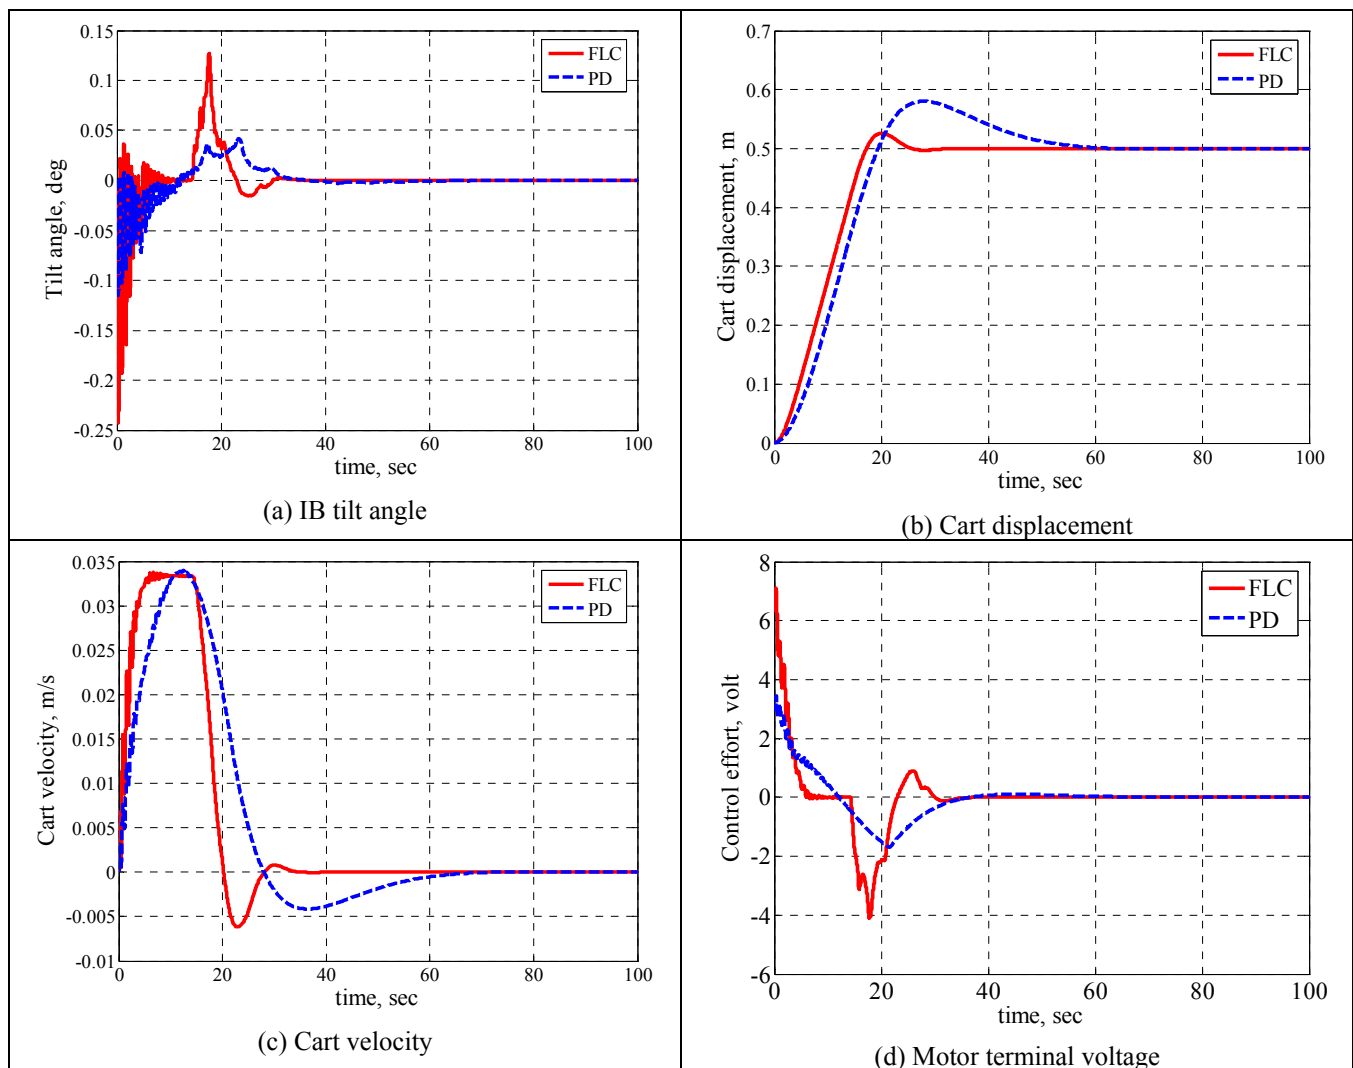 0.15
0.1
0.05
0
-0.05
-0.1
-0.15
-0.2
-0.25
Tilt angle, deg
FLC
PD
0 20 40 60 80 100
time, sec
(a) IB tilt angle
0.7
0.6
0.5
0.4
0.3
0.2
0.1
0
Cart displacement, m
FLC
PD
0 20 40 60 80 100
time, sec
(b) Cart displacement
0.035
0.03
0.025
0.02
0.015
0.01
0.005
0
-0.005
-0.01
Cart velocity, m/s
FLC
PD
0 20 40 60 80 100
time, sec
(c) Cart velocity
8
6
4
2
0
-2
-4
-6
Control effort, volt
FLC
PD
0 20 40 60 80 100
time, sec
(d) Motor terminal voltage